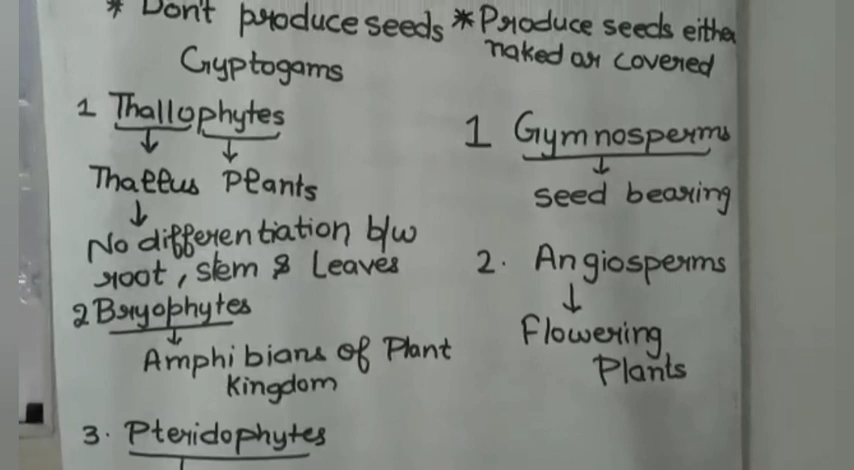 * Don't produce seeds
Cryptogams
1 Thallophytes
Thallus Plants
No differentiation b/w
root, stem & Leaves
2 Bryophytes
Amphibians of Plant
Kingdom
3. Pteridophytes
* Produce seeds either
naked or covered
1 Gymnosperms
seed bearing
2. Angiosperms
Flowering
Plants